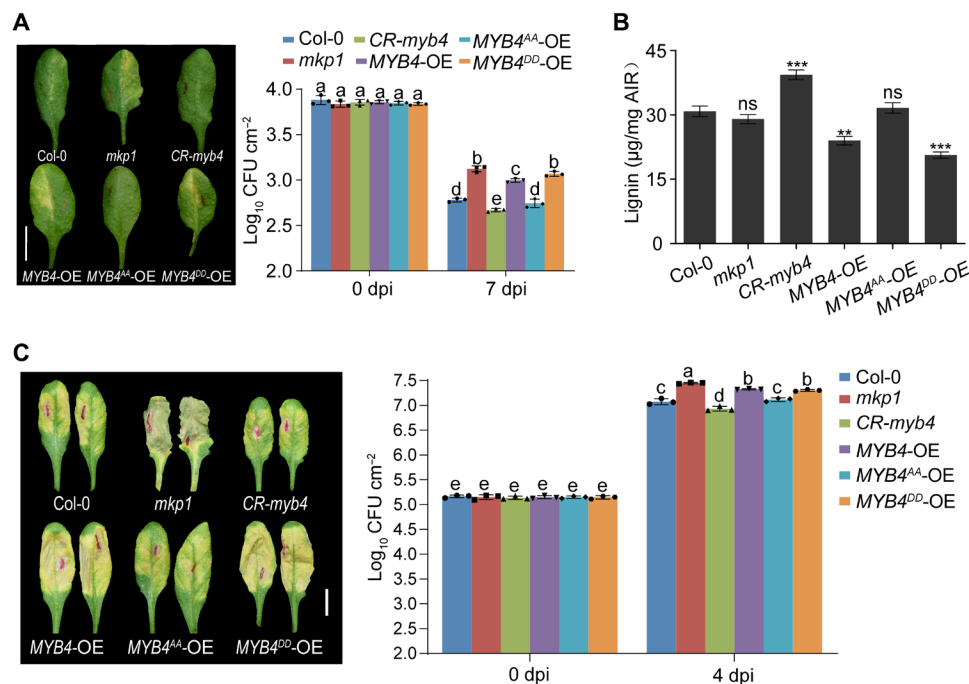 A
Col-0
mkp1
CR-myb4
MYB4-OE
MYB4AA-OE
MYB4DD-OE
Col-0
CR-myb4
MYB4AA-OE
mkp1
MYB4-OE
MYB4DD-OE
Log10 CFU cm−2
4.0
3.5
3.0
2.5
2.0
a a a a a a
d b e c d b
0 dpi
7 dpi
B
Lignin (µg/mg AIR)
45
30
15
0
ns *** ** ns ***
Col-0
mkp1
CR-myb4
MYB4-OE
MYB4AA-OE
MYB4DD-OE
C
Col-0
mkp1
CR-myb4
MYB4-OE
MYB4AA-OE
MYB4DD-OE
Log10 CFU cm−2
7.5
7.0
6.5
6.0
5.5
5.0
4.5
4.0
3.5
3.0
2.5
2.0
e e e e e e
c a d b c b
0 dpi
4 dpi
Col-0
mkp1
CR-myb4
MYB4-OE
MYB4AA-OE
MYB4DD-OE